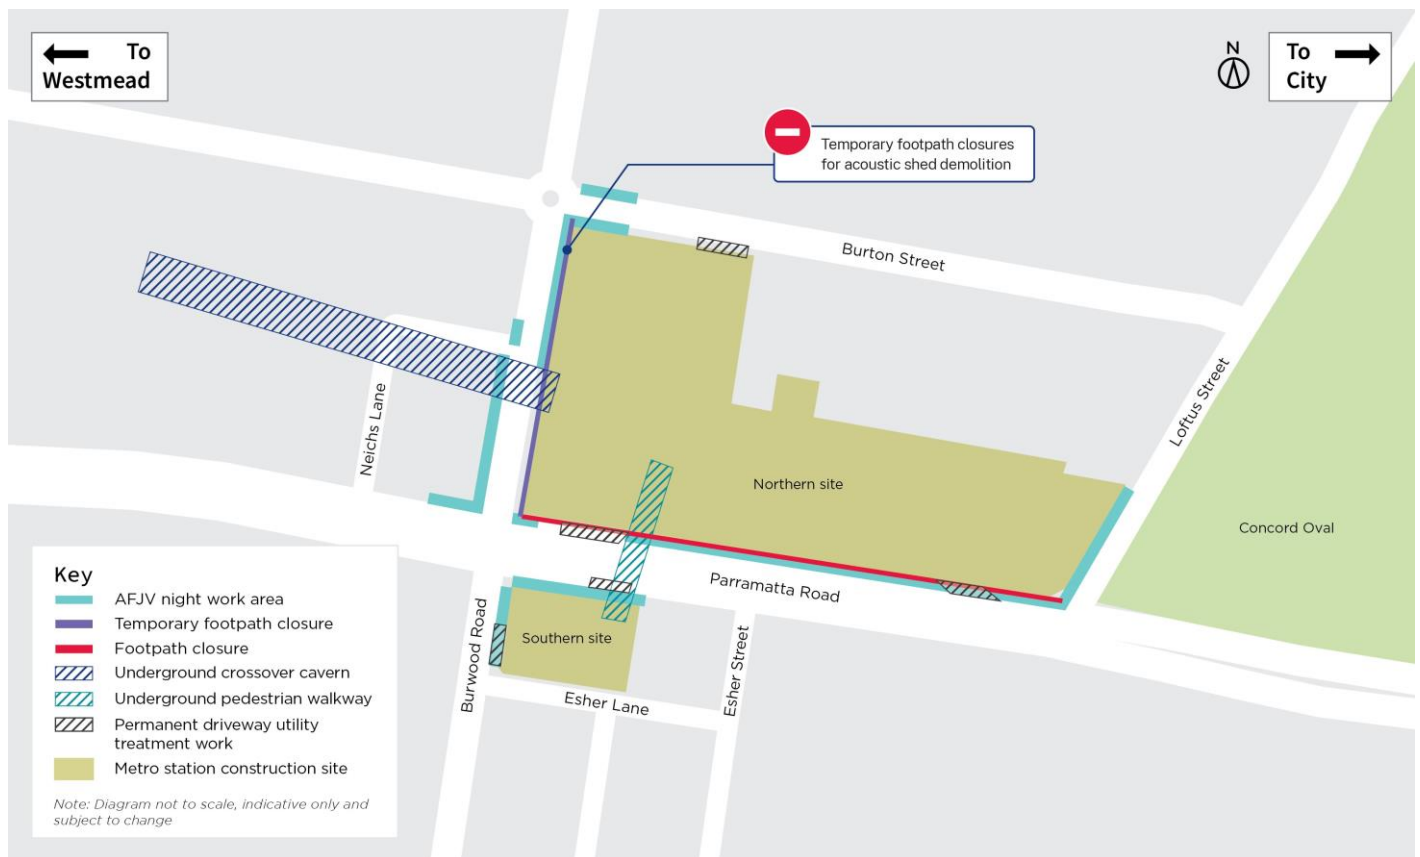 To
Westmead
N
To
City
Temporary footpath closures
for acoustic shed demolition
Burton Street
Loftus Street
Neichs Lane
Northern site
Concord Oval
Parramatta Road
Southern site
Burwood Road
Esher Street
Esher Lane
Key
AFJV night work area
Temporary footpath closure
Footpath closure
Underground crossover cavern
Underground pedestrian walkway
Permanent driveway utility
treatment work
Metro station construction site
Note: Diagram not to scale, indicative only and
subject to change